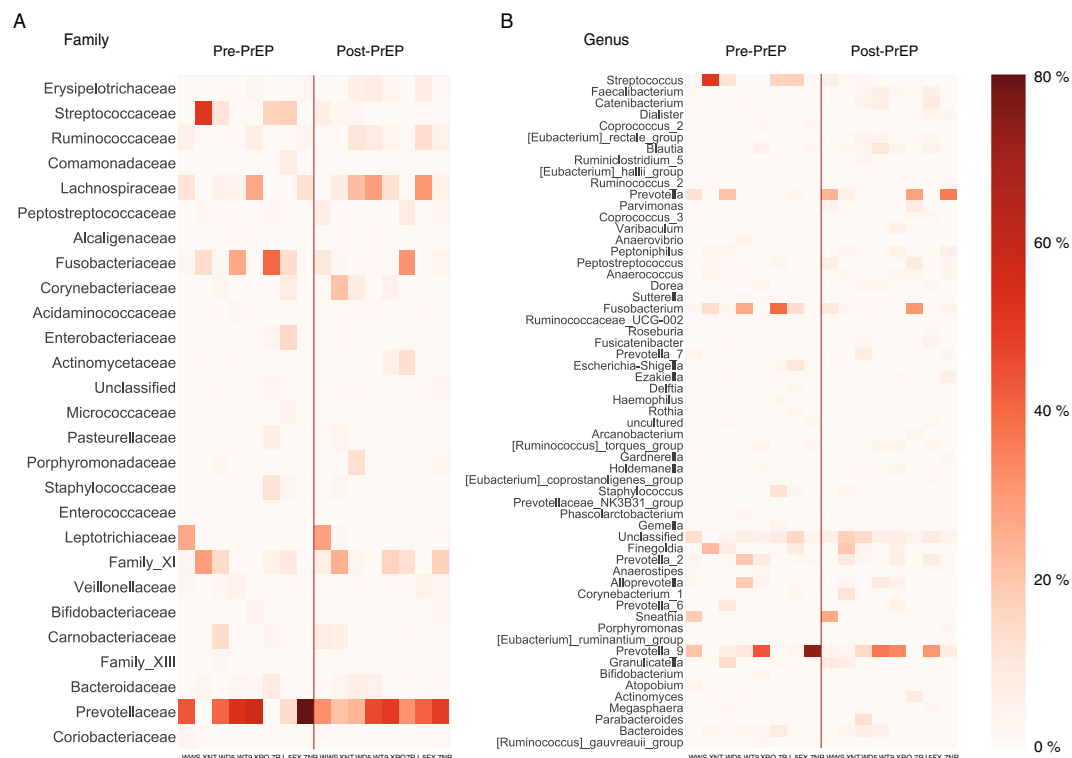 A
Family
Pre-PrEP
Post-PrEP
Erysipelotrichaceae
Streptococcaceae
Ruminococcaceae
Comamonadaceae
Lachnospiraceae
Peptostreptococcaceae
Alcaligenaceae
Fusobacteriaceae
Corynebacteriaceae
Acidaminococcaceae
Enterobacteriaceae
Actinomycetaceae
Unclassified
Micrococcaceae
Pasteurellaceae
Porphyromonadaceae
Staphylococcaceae
Enterococcaceae
Leptotrichiaceae
Family_XI
Veillonellaceae
Bifidobacteriaceae
Carnobacteriaceae
Family_XIII
Bacteroidaceae
Prevotellaceae
Coriobacteriaceae
B
Genus
Pre-PrEP
Post-PrEP
Streptococcus
Faecalibacterium
Catenibacterium
Dialister
Coprococcus_2
[Eubacterium]_rectale_group
Blautia
Ruminiclostridium_5
[Eubacterium]_hallii_group
Ruminococcus_2
Prevotella
Parvimonas
Coprococcus_3
Varibaculum
Anaerovibrio
Peptoniphilus
Peptostreptococcus
Anaerococcus
Dorea
Sutterella
Fusobacterium
Ruminococcaceae_UCG-002
Roseburia
Fusicatenibacter
Prevotella_7
Escherichia-Shigella
Ezakiella
Delftia
Haemophilus
Rothia
uncultured
Arcanobacterium
[Ruminococcus]_torques_group
Gardnerella
Holdemanella
[Eubacterium]_coprostanoligenes_group
Staphylococcus
Prevotellaceae_NK3B31_group
Phascolarctobacterium
Gemella
Unclassified
Finegoldia
Prevotella_2
Anaerostipes
Alloprevotella
Corynebacterium_1
Prevotella_6
Sneathia
Porphyromonas
[Eubacterium]_ruminantium_group
Prevotella_9
Granulicatella
Bifidobacterium
Atopobium
Actinomyces
Megasphaera
Parabacteroides
Bacteroides
[Ruminococcus]_gauvreauii_group
80 %
60 %
40 %
20 %
0 %